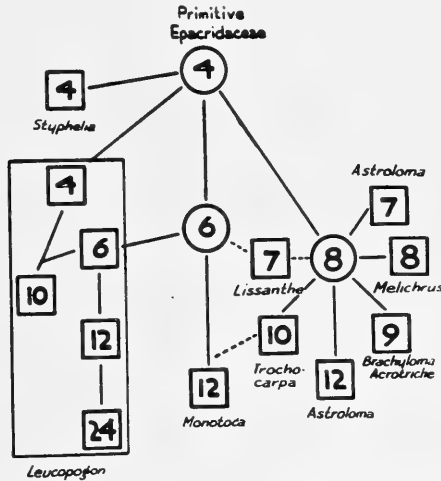 Primitive
Epacridaceae
4
4
Styphelia
4
Astroloma
7
6
6
7
8
8
Lissanthe
Melichrus
10
10
9
12
12
Trocho-
carpa
12
Brachyloma
Acrotriche
Monotoca
Astroloma
24
Leucopogon